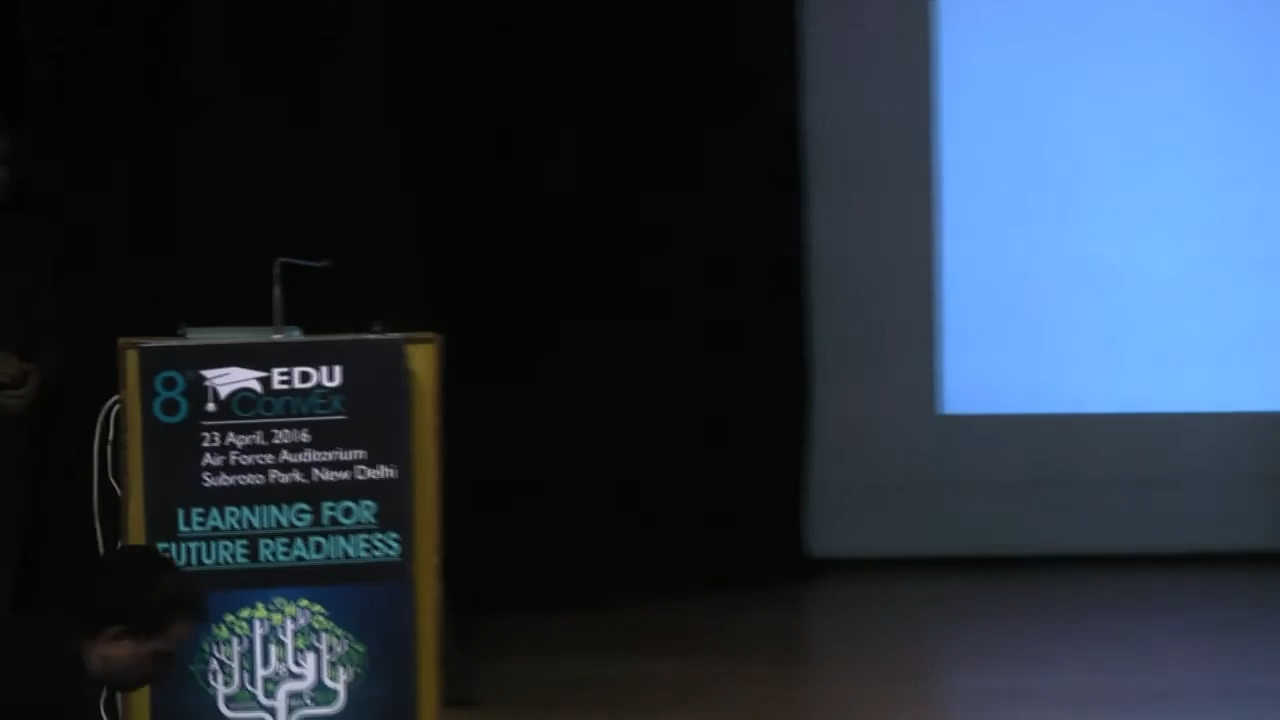 8th EDU
ConvEx
23 April, 2016
Air Force Auditorium
Subroto Park, New Delhi
LEARNING FOR
FUTURE READINESS